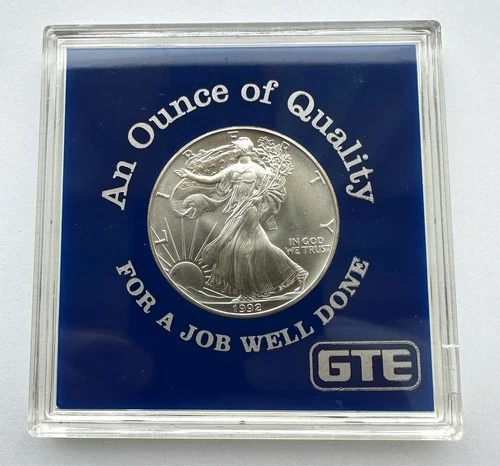 An Ounce of Quality
LIBERTY
IN GOD
WE TRUST
1992
FOR A JOB WELL DONE
GTE